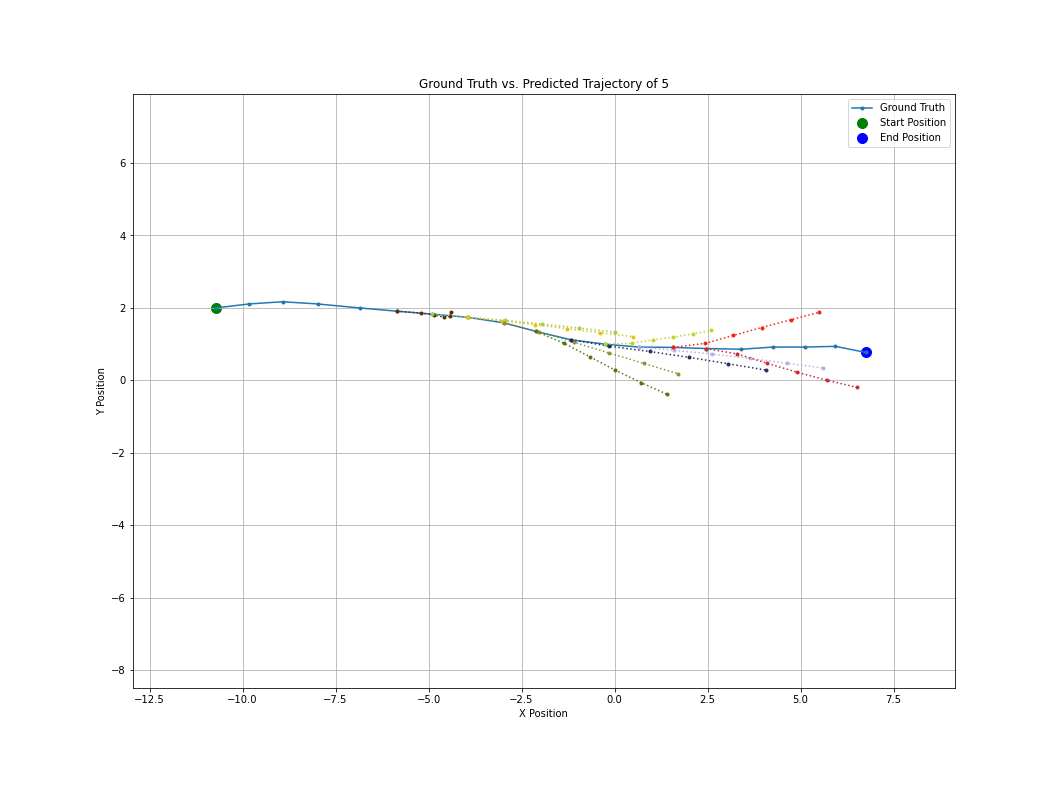 Ground Truth vs. Predicted Trajectory of 5
Ground Truth
Start Position
End Position
6
4
2
0
−2
−4
−6
−8
Y Position
−12.5 −10.0 −7.5 −5.0 −2.5 0.0 2.5 5.0 7.5
X Position